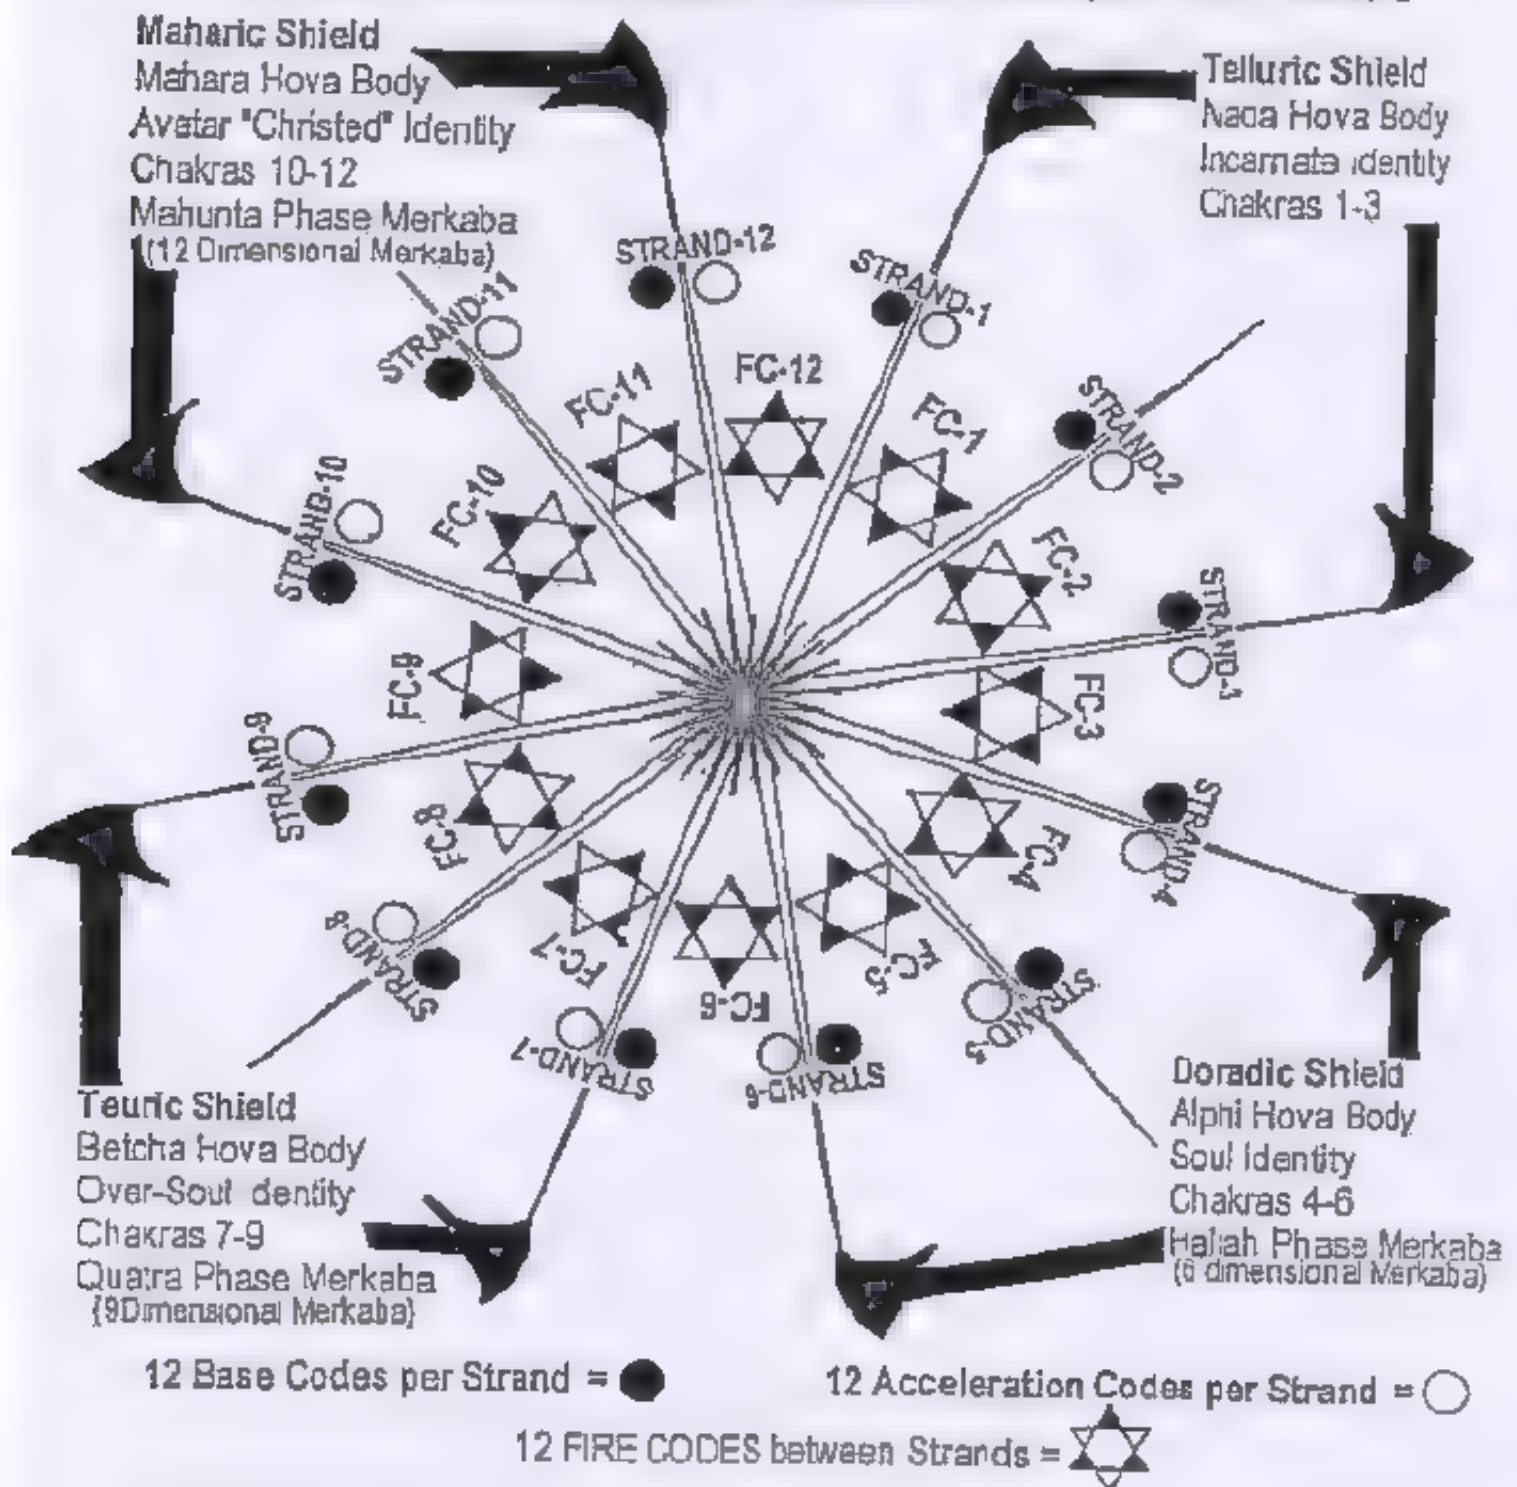 Maharic Shield
Mahara Hova Body
Avatar "Christed" Identity
Chakras 10-12
Mahunta Phase Merkaba
(12 Dimensional Merkaba)
Telluric Shield
Hova Body
Incarnate Identity
Chakras 1-3
STRAND-12
STRAND-1
STRAND-11
STRAND-2
FC-12
FC-11
FC-1
FC-10
STRAND-10
FC-2
STRAND-
FC-9
FC-3
STRAND-9
STRAND-4
FC-8
FC-4
STRAND-8
FC-7
FC-5
STRAND-5
FC-6
STRAND-7
STRAND-6
Teuric Shield
Betcha Hova Body
Over-Soul dentity
Chakras 7-9
Quatra Phase Merkaba
(9Dimensional Merkaba)
Doradic Shield
Alphi Hova Body
Soul Identity
Chakras 4-6
Hallah Phase Merkaba
(6 dimensional Merkaba)
12 Base Codes per Strand =
12 Acceleration Codes per Strand =
12 FIRE CODES between Strands =